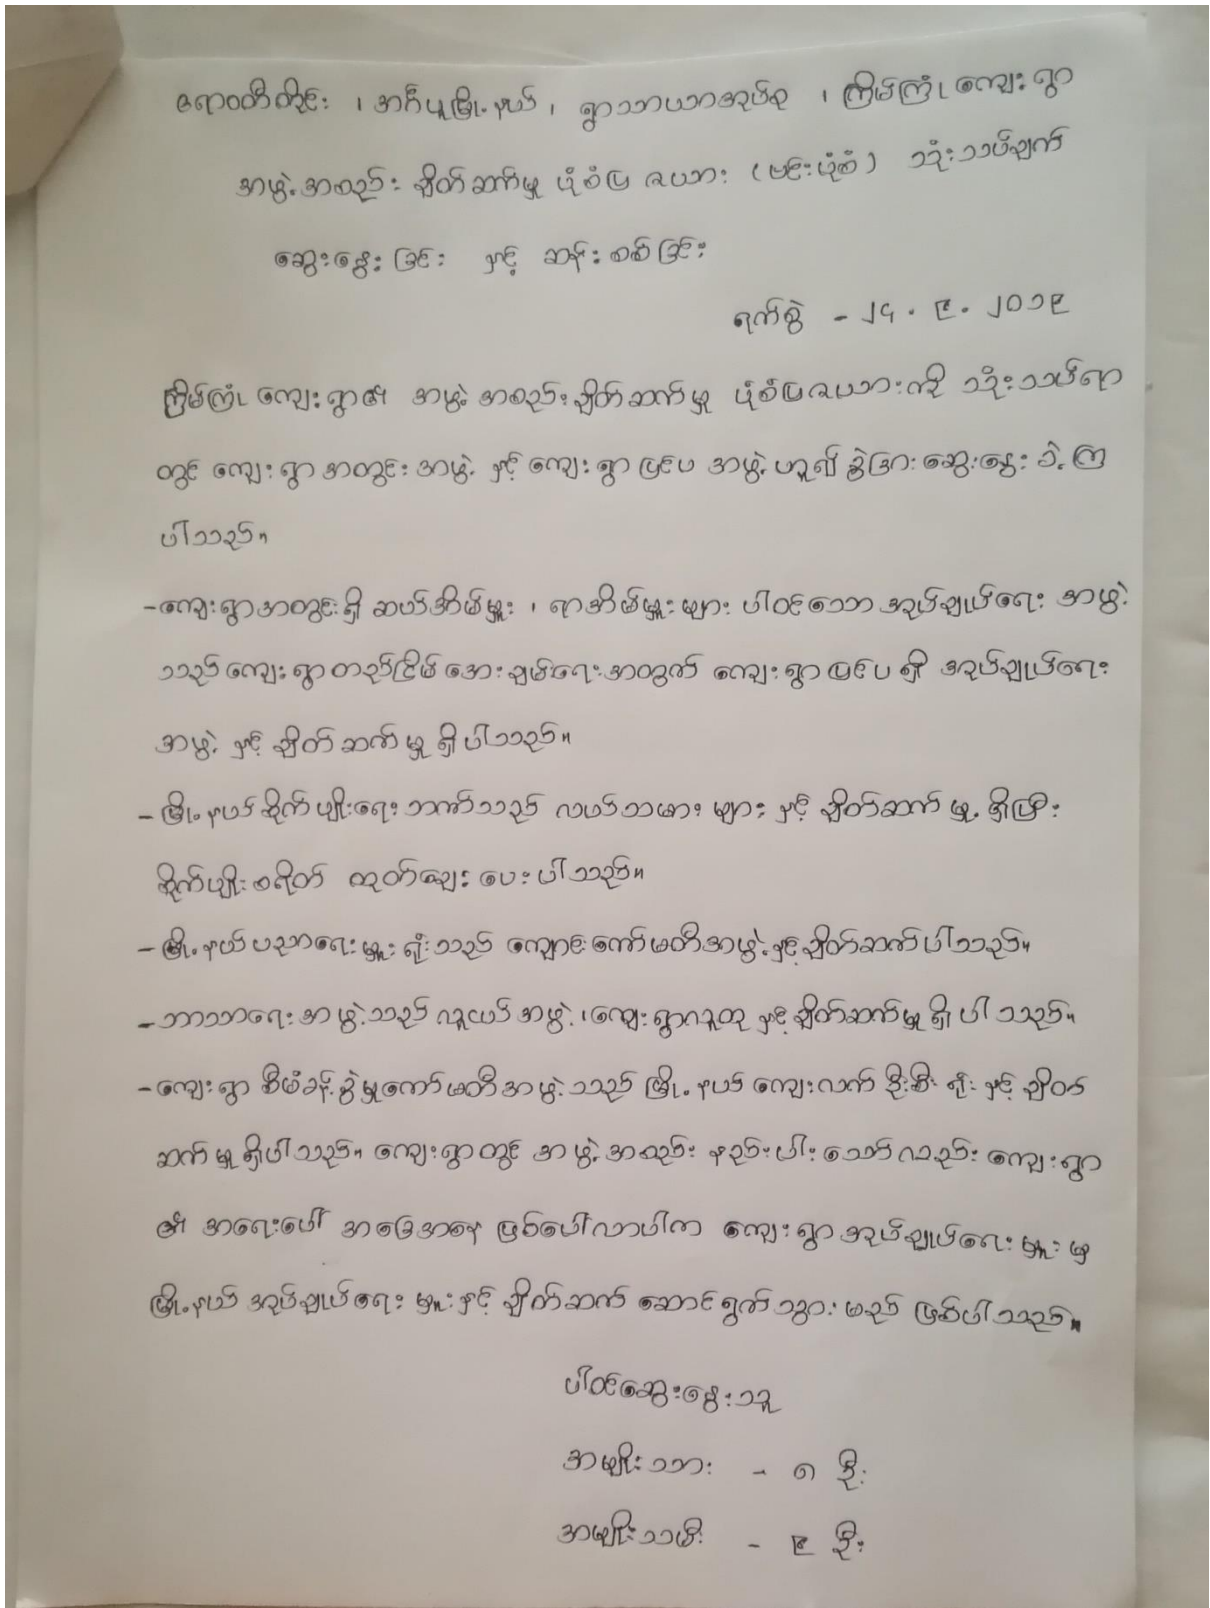 ဧရာဝတီတိုင်း ၊ အင်္ဂပူမြို့နယ် ၊ ရွာသာယာအုပ်စု ၊ ကြိမ်ကြုံ ကျေးရွာ
အဖွဲ့အစည်း ချိတ်ဆက်မှု ပုံစံပြ ဇယား (ဗင်းပုံစံ) သုံးသပ်ချက်
ဆွေးနွေးခြင်း နှင့် ဆန်းစစ်ခြင်း
ရက်စွဲ - ၂၄ . ၉ . ၂၀၁၉
ကြိမ်ကြုံ ကျေးရွာ၏ အဖွဲ့အစည်းချိတ်ဆက်မှု ပုံစံပြဇယားကို သုံးသပ်ရာ
တွင် ကျေးရွာအတွင်းအဖွဲ့ နှင့် ကျေးရွာပြင်ပ အဖွဲ့ ဟူ၍ ခွဲခြားဆွေးနွေးခဲ့ကြ
ပါသည်။
-ကျေးရွာအတွင်းရှိ ဆယ်အိမ်မှူး ၊ ရာအိမ်မှူးများ ပါဝင်သော အုပ်ချုပ်ရေး အဖွဲ့
သည်ကျေးရွာတည်ငြိမ်အေးချမ်းရေးအတွက် ကျေးရွာပြင်ပရှိ အုပ်ချုပ်ရေး
အဖွဲ့ နှင့် ချိတ်ဆက်မှုရှိပါသည်။
- မြို့နယ်စိုက်ပျိုးရေးဘဏ်သည် လယ်သမားများနှင့် ချိတ်ဆက်မှု့ရှိပြီး
စိုက်ပျိုးစရိတ် ထုတ်ချေးပေးပါသည်။
- မြို့နယ်ပညာရေးမှူးရုံးသည် ကျောင်းကော်မတီအဖွဲ့နှင့်ချိတ်ဆက်ပါသည်။
- ဘာသာရေးအဖွဲ့သည် လူငယ်အဖွဲ့၊ကျေးရွာလူထု နှင့်ချိတ်ဆက်မှုရှိပါသည်။
- ကျေးရွာ စီမံခန့်ခွဲမှုကော်မတီအဖွဲ့သည် မြို့နယ် ကျေးလက် ဦးစီးရုံး နှင့် ချိတ်
ဆက်မှုရှိပါသည်။ ကျေးရွာတွင် အဖွဲ့အစည်းနည်းပါးသော်လည်း ကျေးရွာ
၏ အရေးပေါ် အခြေအနေ ဖြစ်ပေါ်လာပါက ကျေးရွာအုပ်ချုပ်ရေးမှူးမှ
မြို့နယ်အုပ်ချုပ်ရေးမှူးနှင့် ချိတ်ဆက် ဆောင်ရွက်သွားမည် ဖြစ်ပါသည်။
ပါဝင်ဆွေးနွေးသူ
အမျိုးသား - ၈ ဦး
အမျိုးသမီး - ၉ ဦး